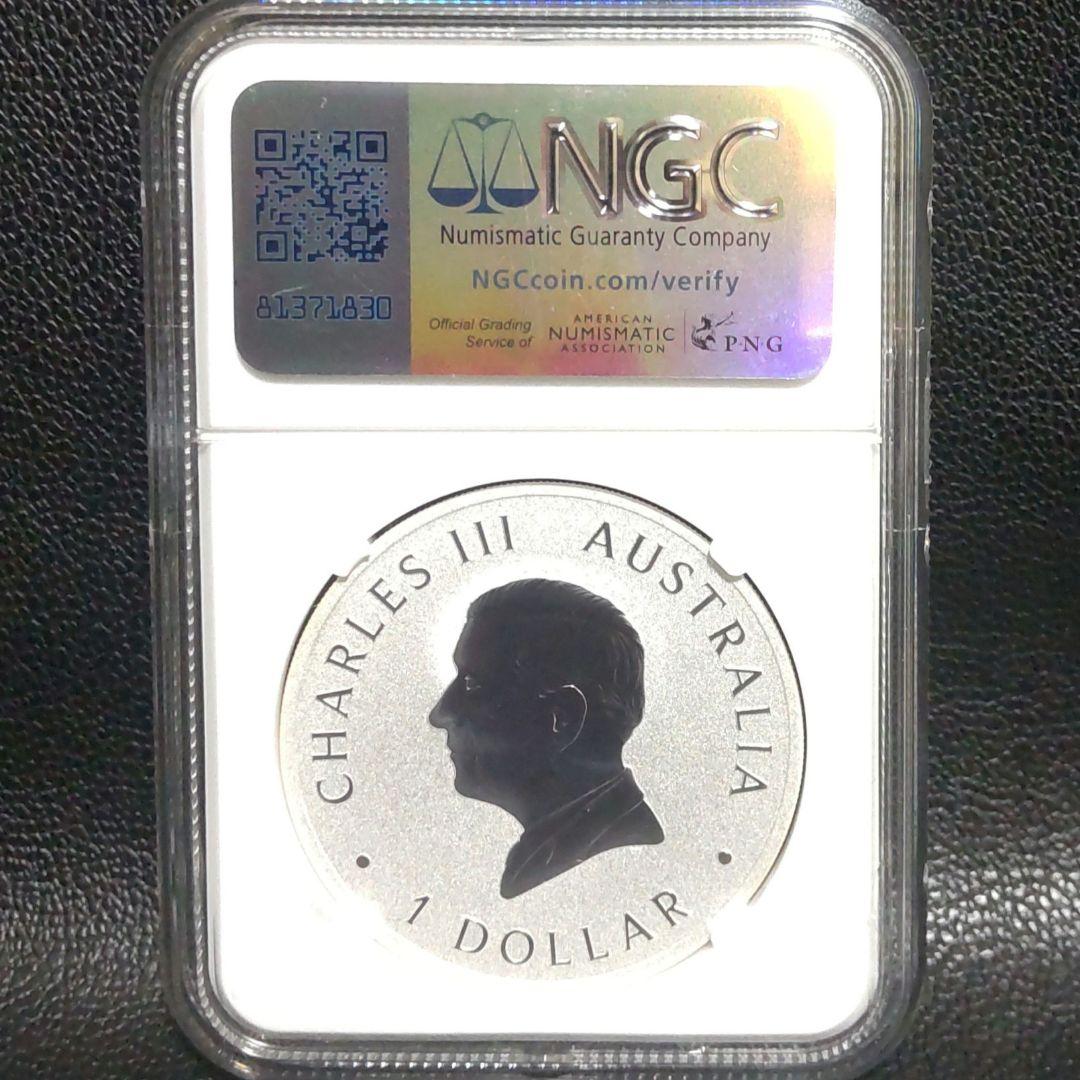 NGC
Numismatic Guaranty Company
NGCcoin.com/verify
81371830
Official Grading
Service of
AMERICAN
NUMISMATIC
ASSOCIATION
PNG
CHARLES III AUSTRALIA
• 1 DOLLAR •